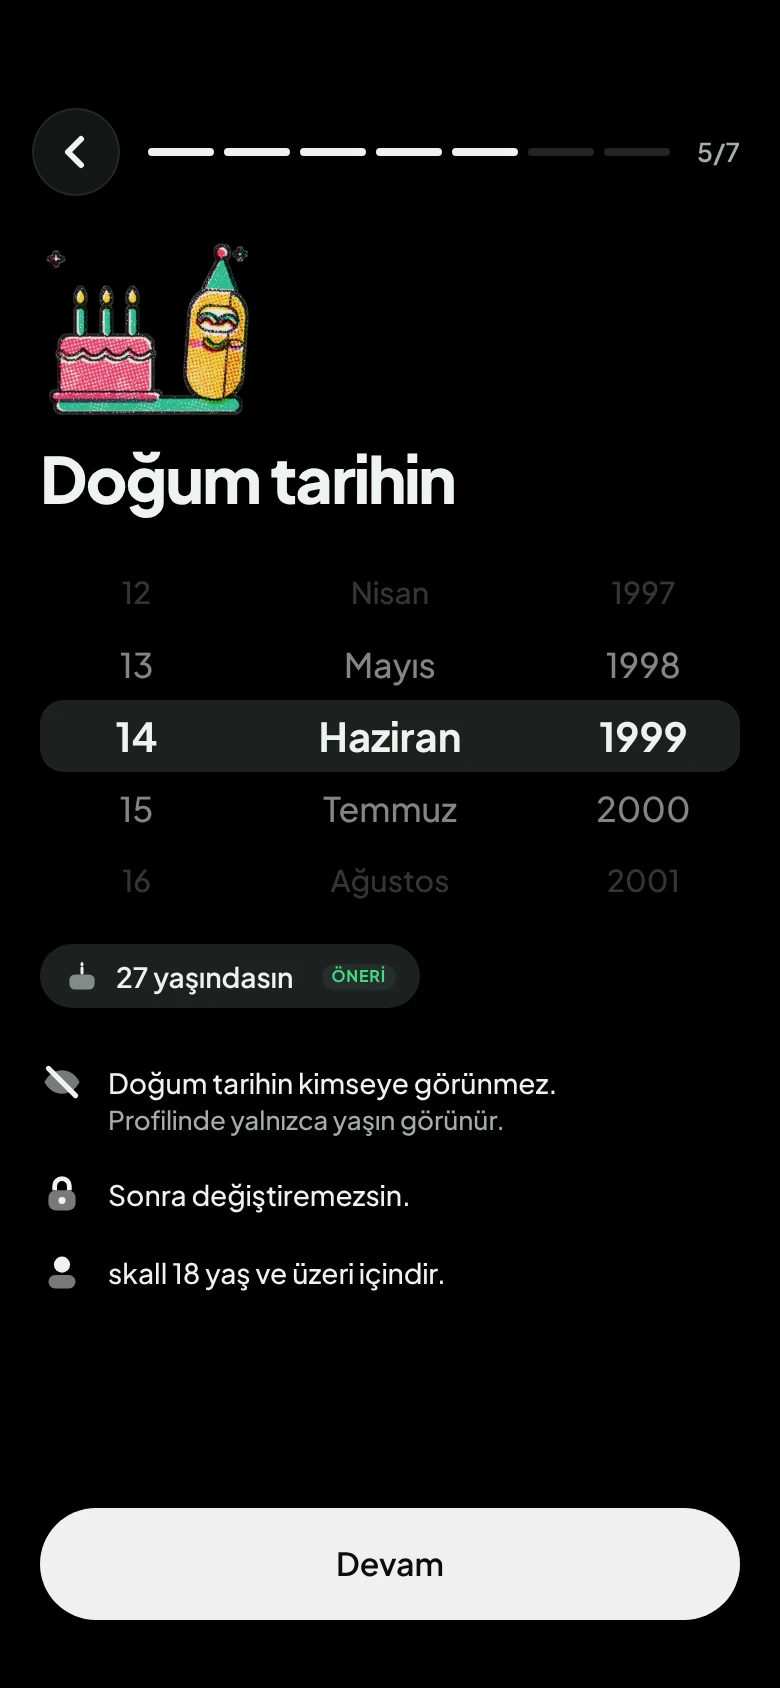 5/7
Doğum tarihin
12 Nisan 1997
13 Mayıs 1998
14 Haziran 1999
15 Temmuz 2000
16 Ağustos 2001
27 yaşındasın ÖNERİ
Doğum tarihin kimseye görünmez.
Profilinde yalnızca yaşın görünür.
Sonra değiştiremezsin.
skall 18 yaş ve üzeri içindir.
Devam